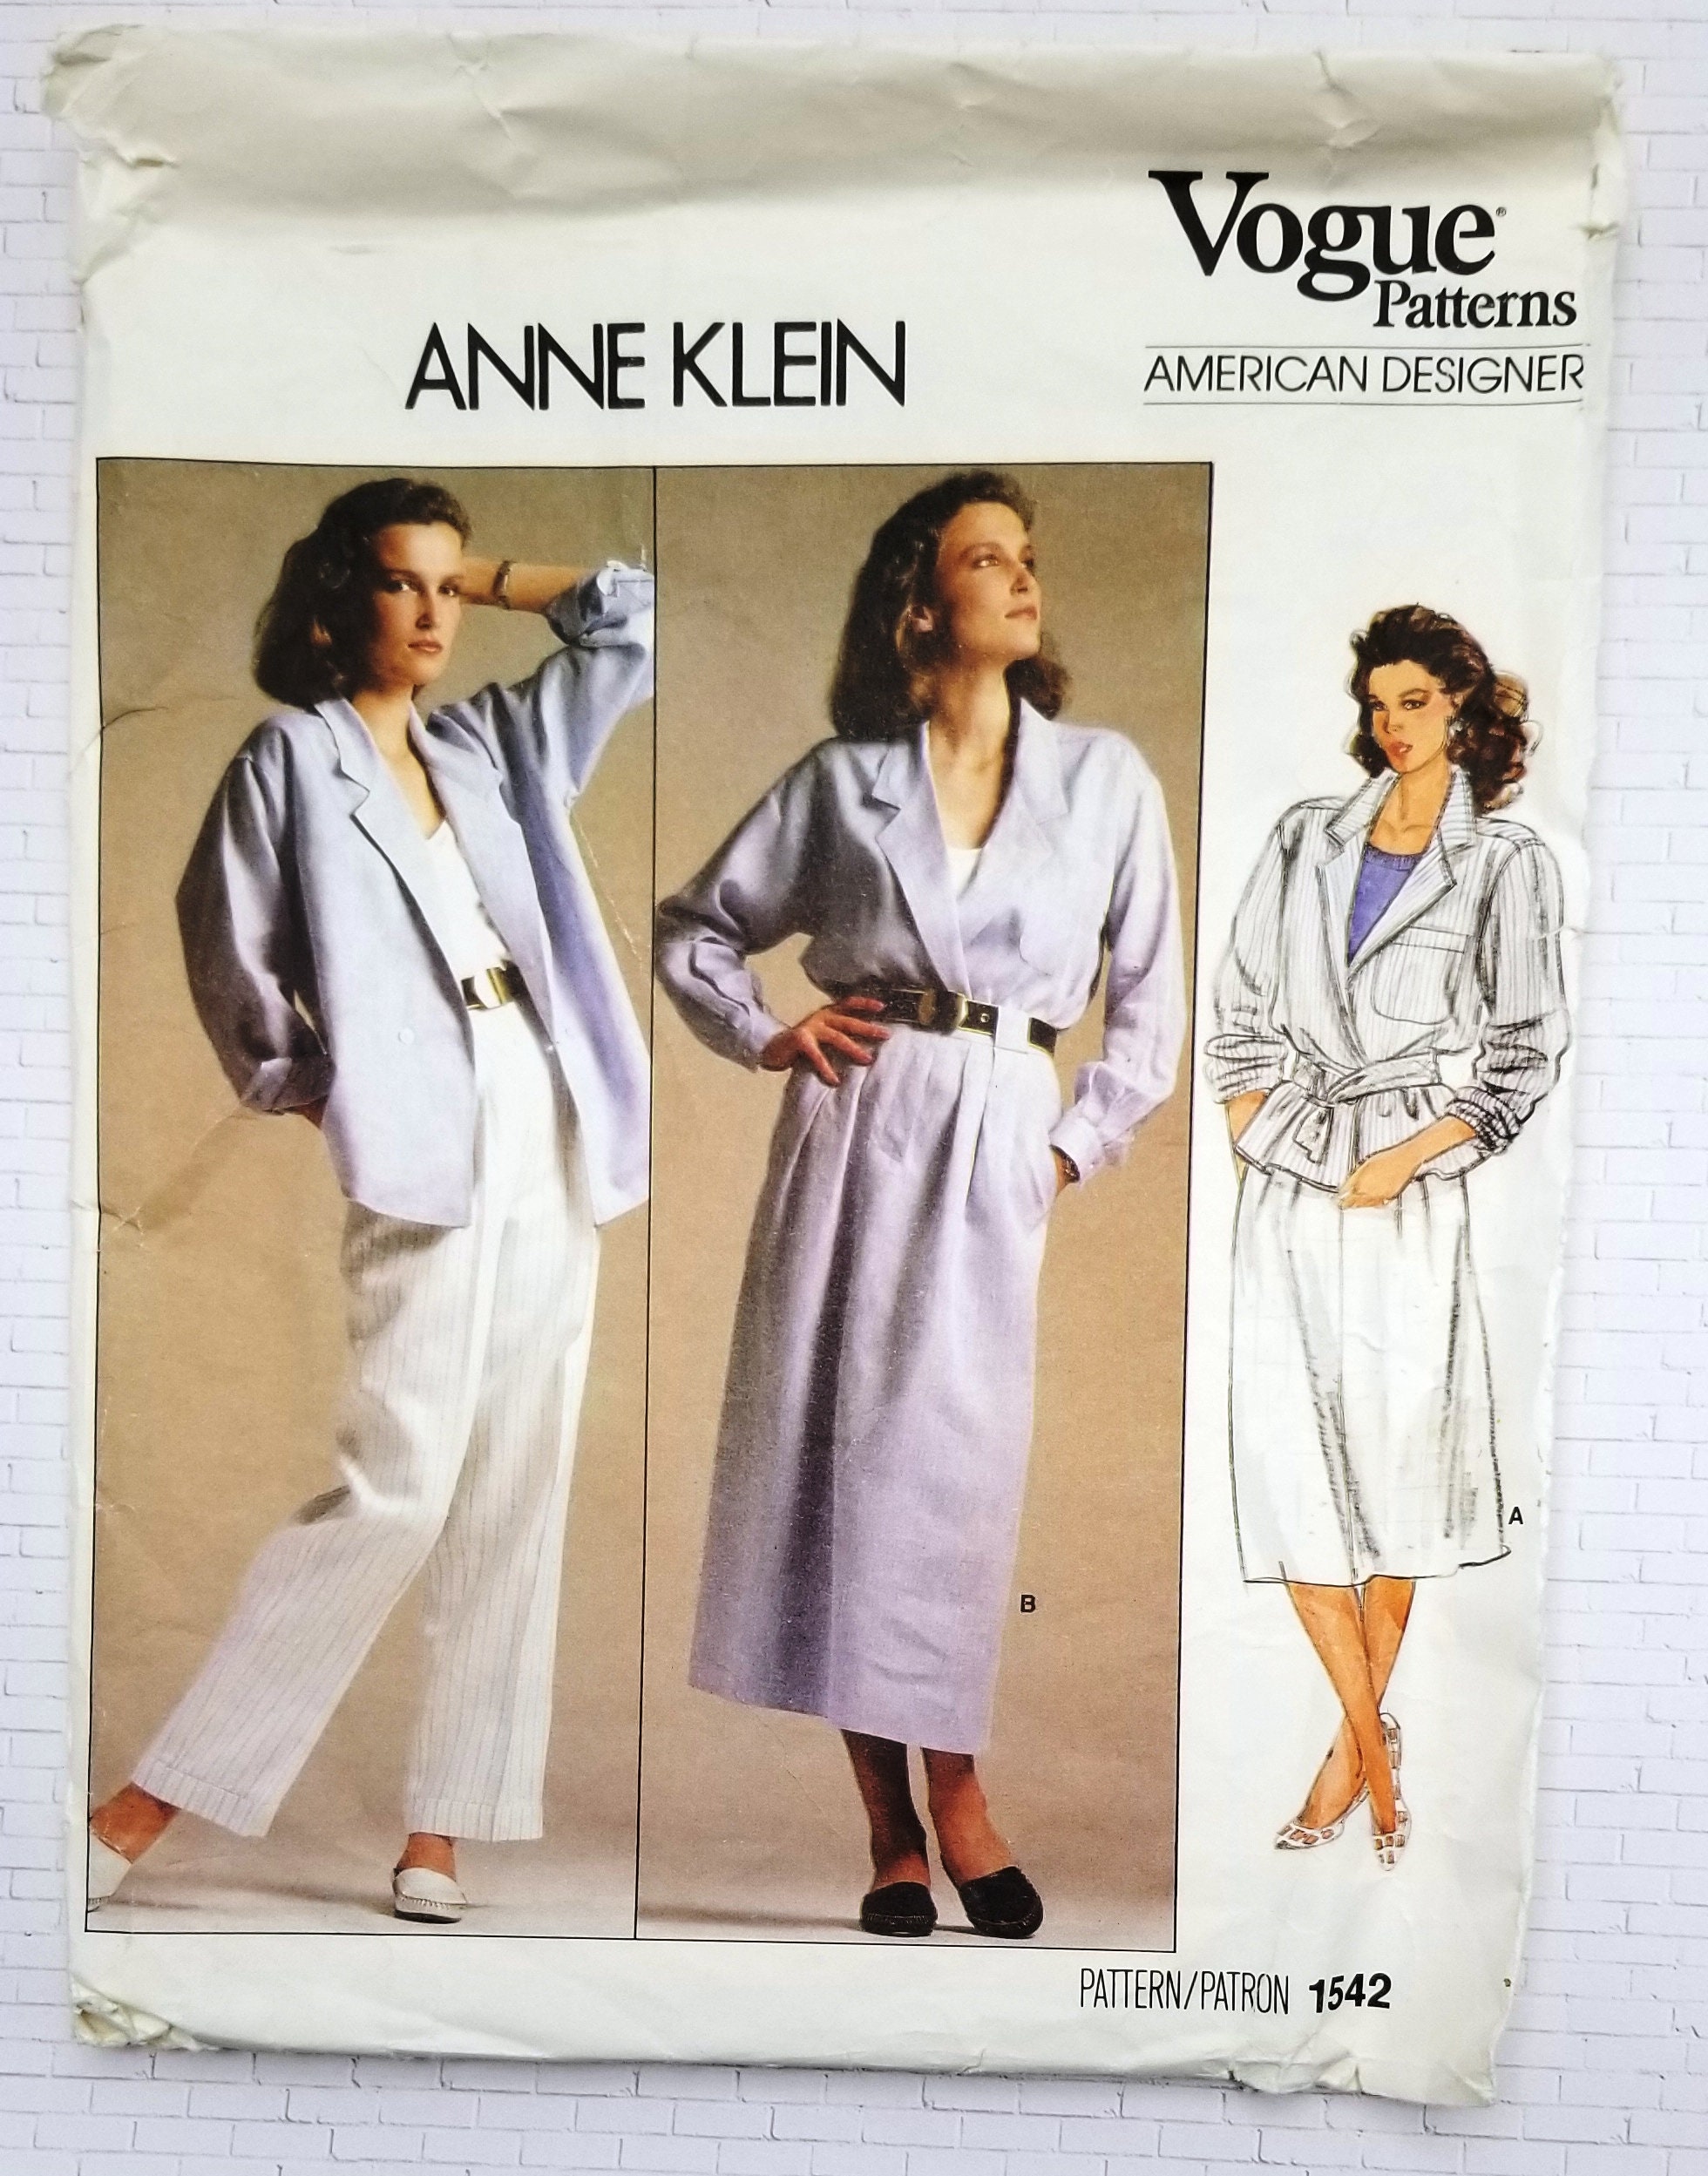 Vogue®
Patterns
AMERICAN DESIGNER
ANNE KLEIN
A
B
PATTERN/PATRON 1542